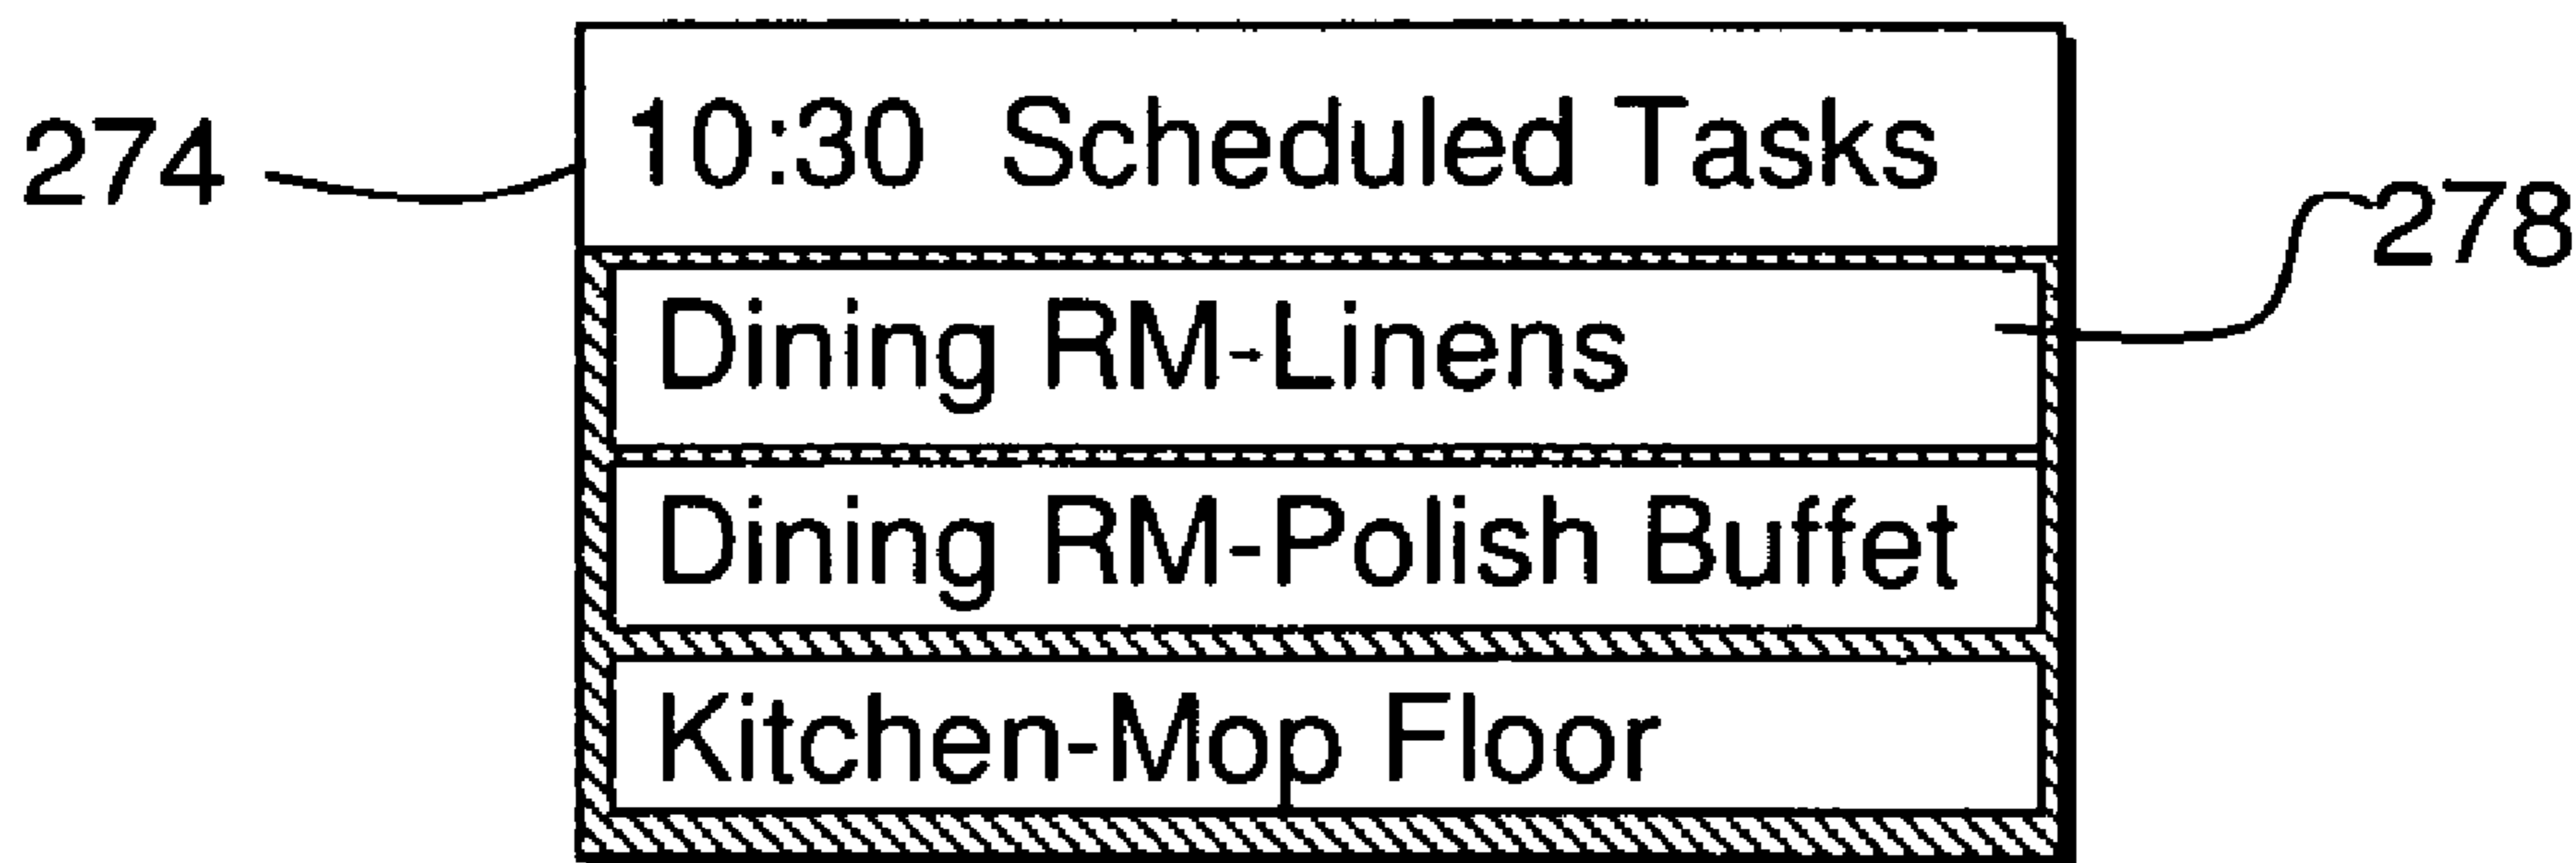 274
10:30 Scheduled Tasks
278
Dining RM-Linens
Dining RM-Polish Buffet
Kitchen-Mop Floor